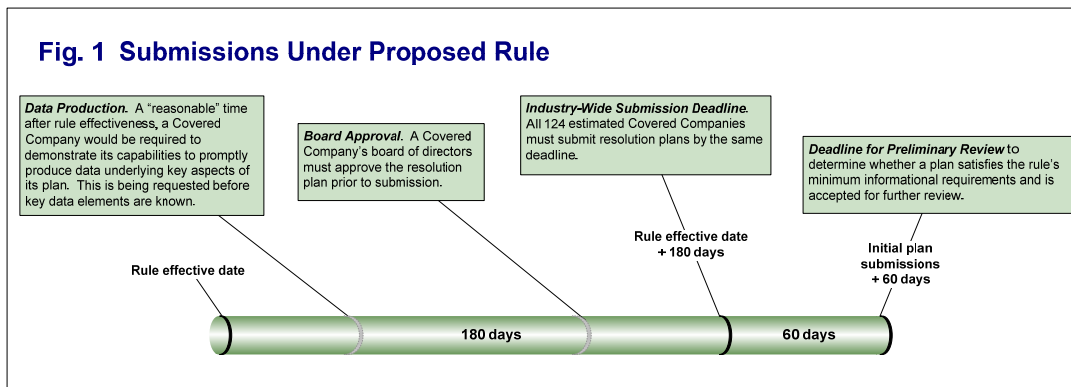 Fig. 1 Submissions Under Proposed Rule
Data Production. A "reasonable" time
after rule effectiveness, a Covered
Company would be required to
demonstrate its capabilities to promptly
produce data underlying key aspects of
its plan. This is being requested before
key data elements are known.
Board Approval. A Covered
Company's board of directors
must approve the resolution
plan prior to submission.
Industry-Wide Submission Deadline.
All 124 estimated Covered Companies
must submit resolution plans by the same
deadline.
Deadline for Preliminary Review to
determine whether a plan satisfies the rule's
minimum informational requirements and is
accepted for further review.
Rule effective date
Rule effective date
+ 180 days
Initial plan
submissions
+ 60 days
180 days
60 days